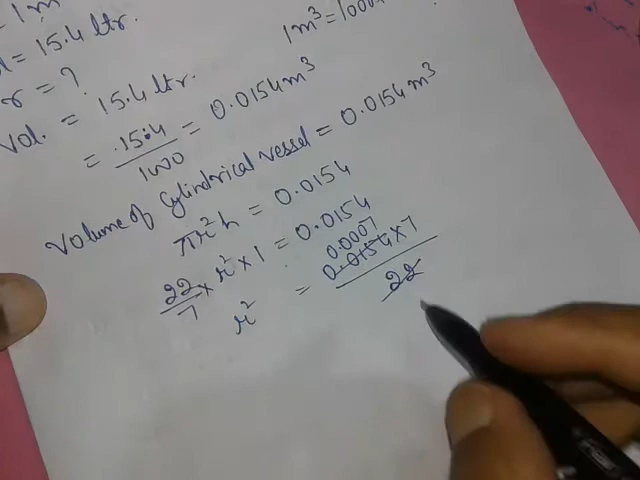 = 1m
= 15.4 ltr.
1m³ = 1000
r = ?
Vol. = 15.4 ltr.
= 15.4/1000 = 0.0154 m³
Volume of Cylindrical vessel = 0.0154 m³
πr²h = 0.0154
22/7 × r² × 1 = 0.0154
0.0007
r² = 0.0154 × 7/22